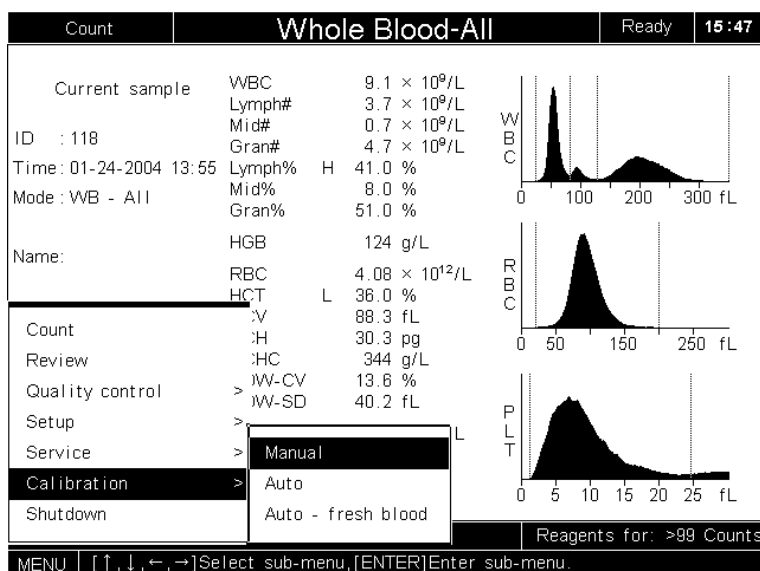 Count Whole Blood-All Ready 15:47
Current sample
ID : 118
Time : 01-24-2004 13:55
Mode : WB - All
Name:
WBC 9.1 × 10⁹/L
Lymph# 3.7 × 10⁹/L
Mid# 0.7 × 10⁹/L
Gran# 4.7 × 10⁹/L
Lymph% H 41.0 %
Mid% 8.0 %
Gran% 51.0 %
HGB 124 g/L
RBC 4.08 × 10¹²/L
HCT L 36.0 %
88.3 fL
30.3 pg
344 g/L
W-CV 13.6 %
W-SD 40.2 fL
L
WBC
0 100 200 300 fL
RBC
0 50 150 250 fL
PLT
0 5 10 15 20 25 fL
Count
Review
Quality control >
Setup >
Service >
Calibration >
Shutdown
Manual
Auto
Auto - fresh blood
Reagents for: >99 Counts
MENU [↑,↓,←,→]Select sub-menu,[ENTER]Enter sub-menu.